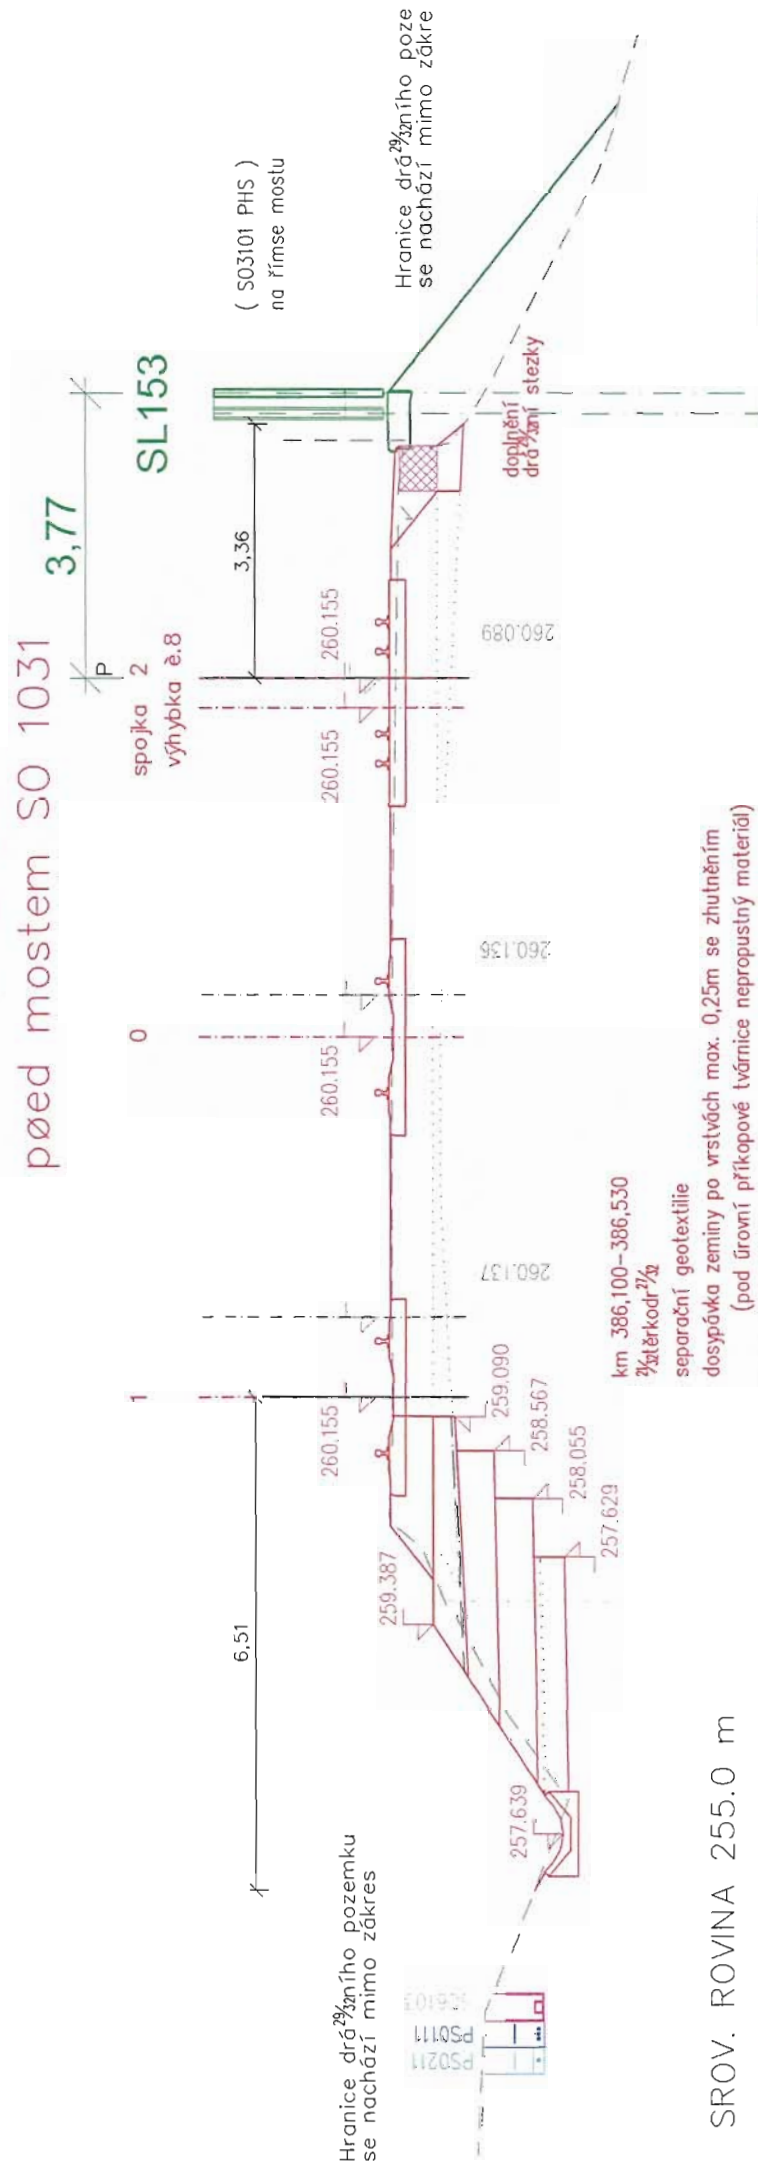 pøed mostem SO 1031
3,77
SL153
P
spojka 2
výhybka è.8
3,36
( SO3101 PHS )
na římse mostu
Hranice drá29/32ního poze
se nachází mimo zákre
0
1
6,51
260.155
260.155
260.155
260.155
260.089
260.136
260.137
doplnění
stezky
259.387
259.090
258.567
258.055
257.629
257.639
Hranice drá29/32ního pozemku
se nachází mimo zákres
PS0211
PS0111
km 386,100-386,530
21/32těrkodr27/32
separační geotextilie
dosypávka zeminy po vrstvách max. 0,25m se zhutněním
(pod úrovní příkopové tvárnice nepropustný materiál)
SROV. ROVINA 255.0 m